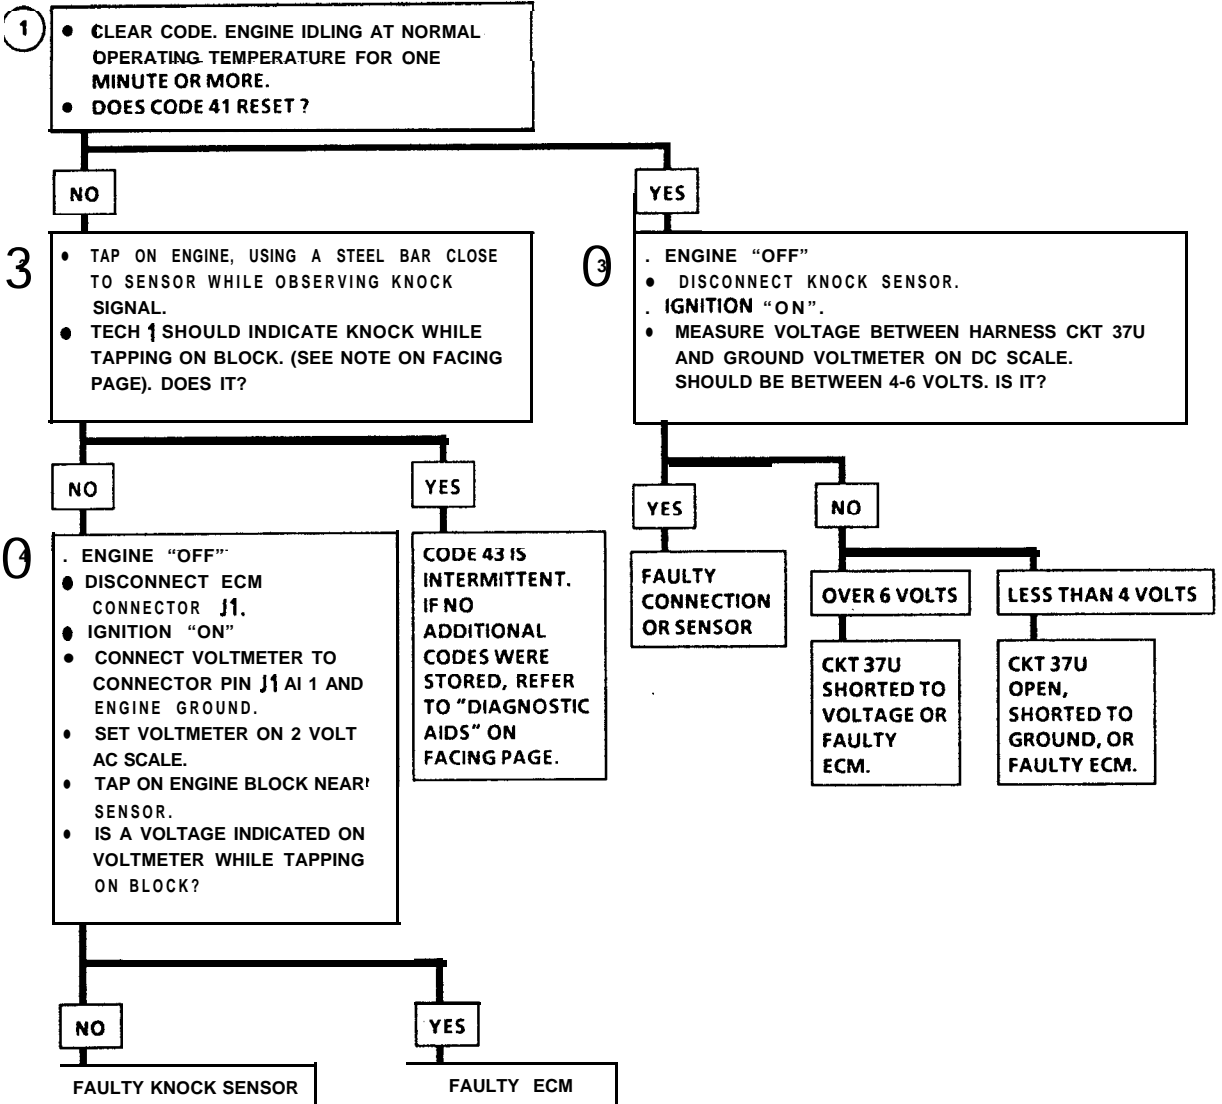 1
● CLEAR CODE. ENGINE IDLING AT NORMAL
OPERATING TEMPERATURE FOR ONE
MINUTE OR MORE.
● DOES CODE 41 RESET ?
NO
YES
3
● TAP ON ENGINE, USING A STEEL BAR CLOSE
TO SENSOR WHILE OBSERVING KNOCK
SIGNAL.
● TECH 1 SHOULD INDICATE KNOCK WHILE
TAPPING ON BLOCK. (SEE NOTE ON FACING
PAGE). DOES IT?
0 3
. ENGINE “OFF”
● DISCONNECT KNOCK SENSOR.
. IGNITION “ON”.
● MEASURE VOLTAGE BETWEEN HARNESS CKT 37U
AND GROUND VOLTMETER ON DC SCALE.
SHOULD BE BETWEEN 4-6 VOLTS. IS IT?
NO
YES
YES
NO
0 4
. ENGINE “OFF”
● DISCONNECT ECM
CONNECTOR J1.
● IGNITION “ON”
● CONNECT VOLTMETER TO
CONNECTOR PIN J1 AI 1 AND
ENGINE GROUND.
● SET VOLTMETER ON 2 VOLT
AC SCALE.
● TAP ON ENGINE BLOCK NEAR
SENSOR.
● IS A VOLTAGE INDICATED ON
VOLTMETER WHILE TAPPING
ON BLOCK?
CODE 43 IS
INTERMITTENT.
IF NO
ADDITIONAL
CODES WERE
STORED, REFER
TO "DIAGNOSTIC
AIDS" ON
FACING PAGE.
FAULTY
CONNECTION
OR SENSOR
OVER 6 VOLTS
LESS THAN 4 VOLTS
CKT 37U
SHORTED TO
VOLTAGE OR
FAULTY
ECM.
CKT 37U
OPEN,
SHORTED TO
GROUND, OR
FAULTY ECM.
NO
YES
FAULTY KNOCK SENSOR
FAULTY ECM